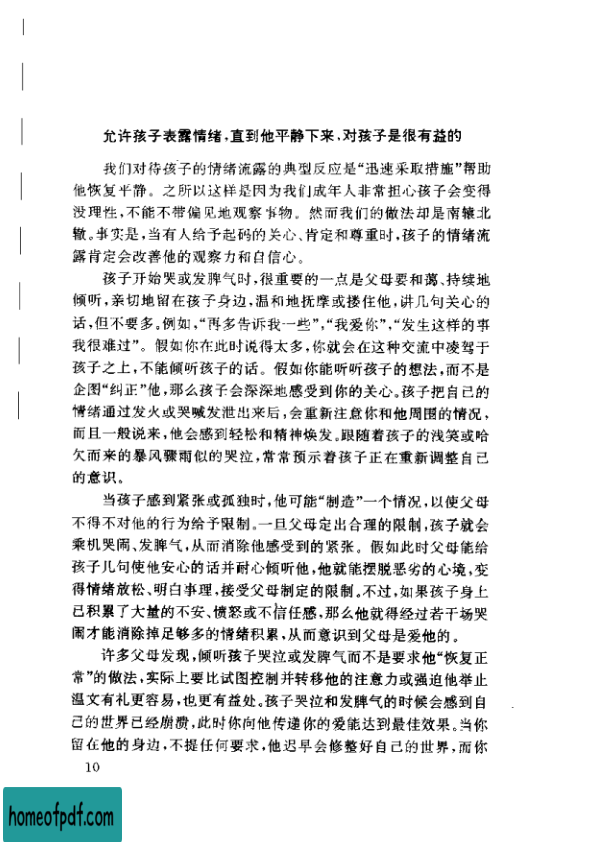 允许孩子表露情绪，直到他平静下来，对孩子是很有益的
我们对待孩子的情绪流露的典型反应是“迅速采取措施”帮助
他恢复平静。之所以这样是因为我们成年人非常担心孩子会变得
没理性，不能不带偏见地观察事物。然而我们的做法却是南辕北
辙。事实是，当有人给予起码的关心、肯定和尊重时，孩子的情绪流
露肯定会改善他的观察力和自信心。
孩子开始哭或发脾气时，很重要的一点是父母要和蔼、持续地
倾听，亲切地留在孩子身边，温和地抚摩或搂住他，讲几句关心的
话，但不要多。例如，“再多告诉我一些”，“我爱你”，“发生这样的事
我很难过”。假如你在此时说得太多，你就会在这种交流中凌驾于
孩子之上，不能倾听孩子的话。假如你能听听孩子的想法，而不是
企图“纠正”他，那么孩子会深深地感受到你的关心。孩子把自己的
情绪通过发火或哭喊发泄出来后，会重新注意你和他周围的情况，
而且一般说来，他会感到轻松和精神焕发。跟随着孩子的浅笑或哈
欠而来的暴风骤雨似的哭泣，常常预示着孩子正在重新调整自己
的意识。
当孩子感到紧张或孤独时，他可能“制造”一个情况，以使父母
不得不对他的行为给予限制。一旦父母定出合理的限制，孩子就会
乘机哭闹、发脾气，从而消除他感受到的紧张。假如此时父母能给
孩子几句使他安心的话并耐心倾听他，他就能摆脱恶劣的心境，变
得情绪放松、明白事理，接受父母制定的限制。不过，如果孩子身上
已积累了大量的不安、愤怒或不信任感，那么他就得经过若干场哭
闹才能消除掉足够多的情绪积累，从而意识到父母是爱他的。
许多父母发现，倾听孩子哭泣或发脾气而不是要求他“恢复正
常”的做法，实际上要比试图控制并转移他的注意力或强迫他举止
温文有礼更容易，也更有益处。孩子哭泣和发脾气的时候会感到自
己的世界已经崩溃，此时你向他传递你的爱能达到最佳效果。当你
留在他的身边，不提任何要求，他迟早会修整好自己的世界，而你
10
homeofpdf.com